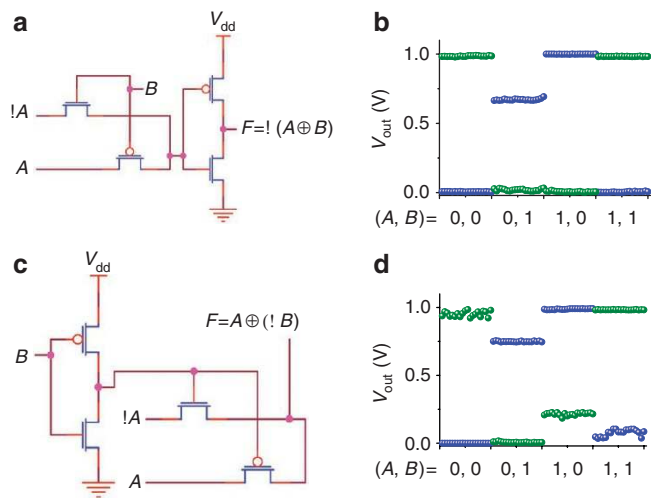 a
V_dd
B
!A
F=! (A⊕B)
A
b
V_out (V)
1.0
0.5
0.0
(A, B)= 0, 0 0, 1 1, 0 1, 1
c
V_dd
F=A⊕(! B)
B
!A
A
d
V_out (V)
1.0
0.5
0.0
(A, B)= 0, 0 0, 1 1, 0 1, 1